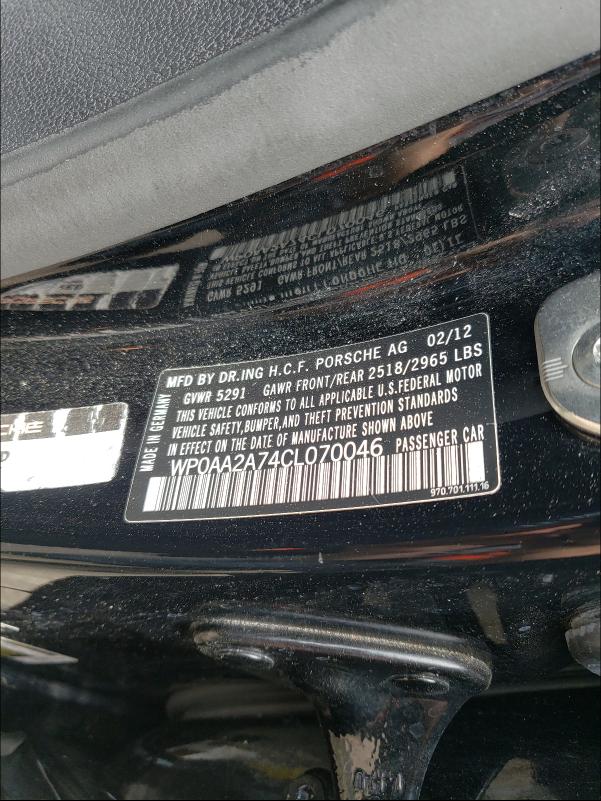 MFD BY DR.ING H.C.F. PORSCHE AG 02/12
GVWR 5291 GAWR FRONT/REAR 2518/2965 LBS
THIS VEHICLE CONFORMS TO ALL APPLICABLE U.S.FEDERAL MOTOR
VEHICLE SAFETY,BUMPER,AND THEFT PREVENTION STANDARDS
IN EFFECT ON DATE OF MANUFACTURE SHOWN ABOVE
WP0AA2A74CL070046 PASSENGER CAR
MADE IN GERMANY
970.701.111.16